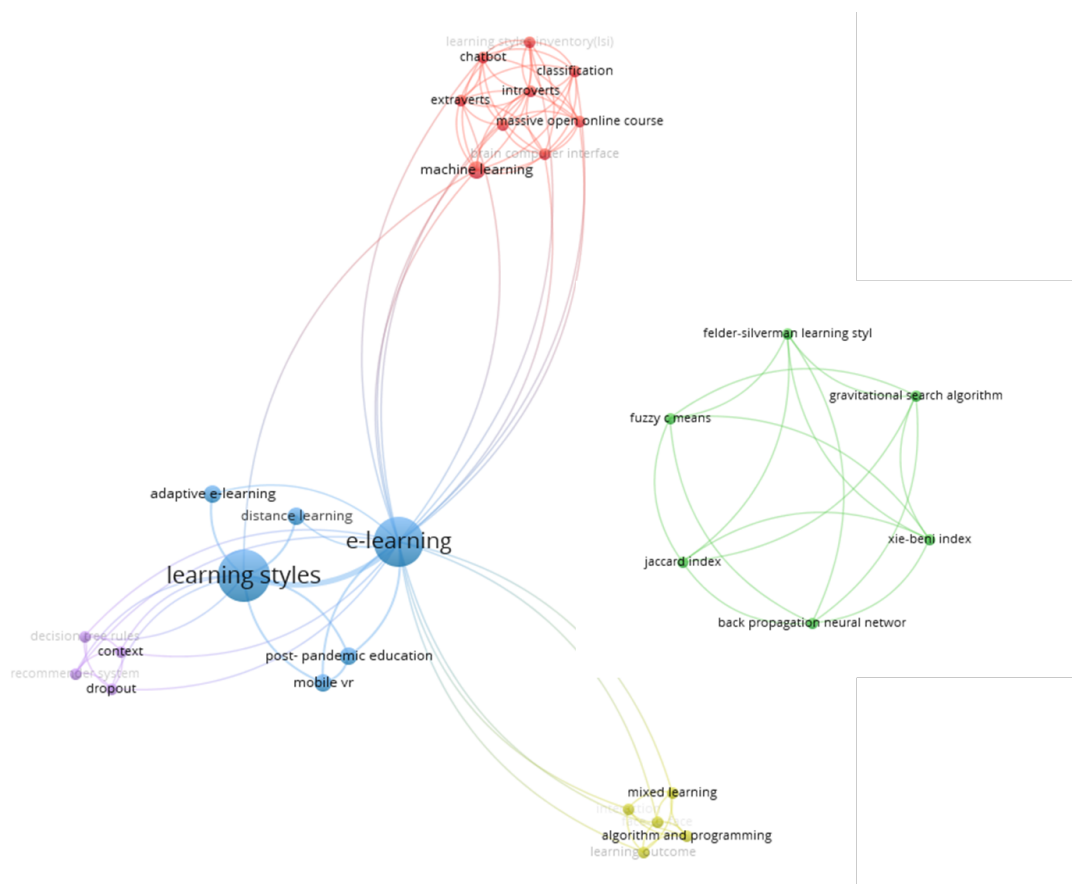 learning style inventory(lsi)
chatbot
classification
introverts
extraverts
massive open online course
brain computer interface
machine learning
felder-silverman learning styl
gravitational search algorithm
fuzzy c means
adaptive e-learning
distance learning
e-learning
xie-beni index
jaccard index
learning styles
back propagation neural networ
decision tree rules
context
post- pandemic education
recommender system
mobile vr
dropout
mixed learning
algorithm and programming
learning outcome